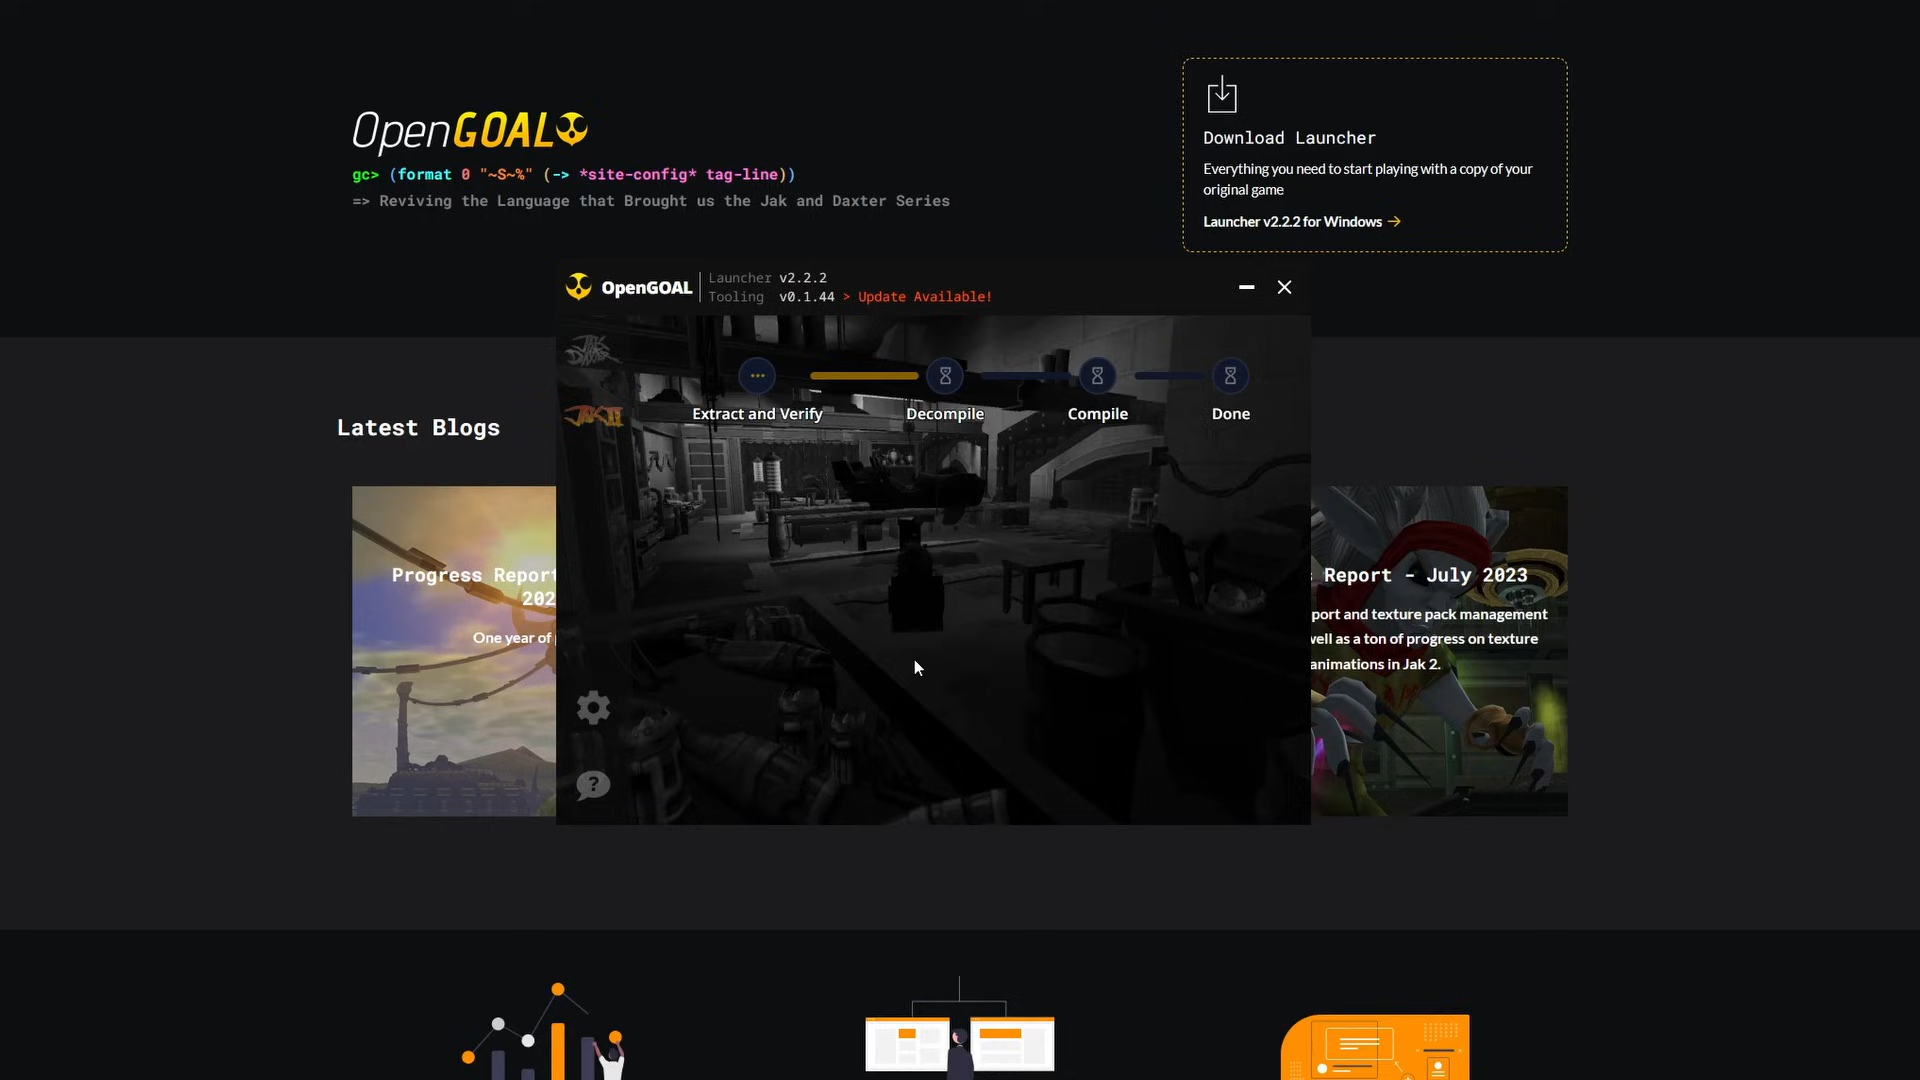 OpenGOAL
gc> (format 0 "~S~%" (-> *site-config* tag-line))
=> Reviving the Language that Brought us the Jak and Daxter Series
Download Launcher
Everything you need to start playing with a copy of your
original game
Launcher v2.2.2 for Windows →
OpenGOAL
Launcher v2.2.2
Tooling v0.1.44 > Update Available!
JAK II
Extract and Verify
Decompile
Compile
Done
Latest Blogs
Progress Report
202
One year of
Report - July 2023
port and texture pack management
well as a ton of progress on texture
animations in Jak 2.
?